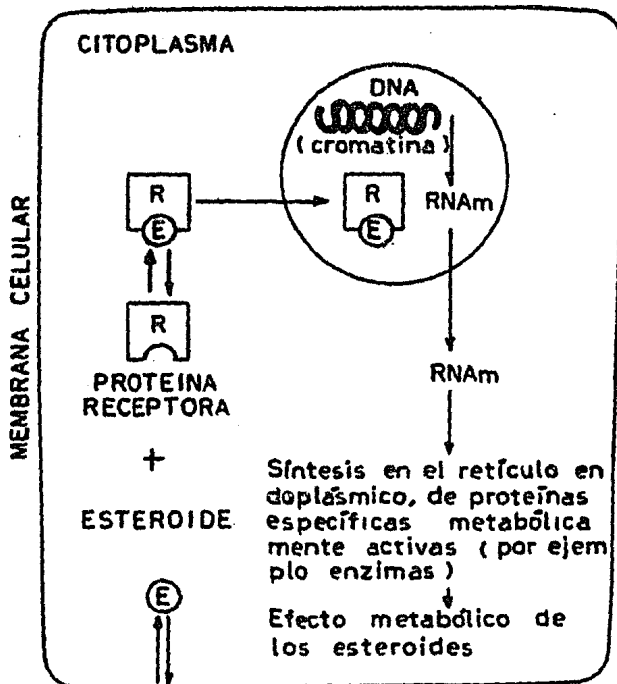 CITOPLASMA
DNA
(cromatina)
R
E
R
E
RNAm
R
PROTEINA
RECEPTORA
+
ESTEROIDE
E
RNAm
Síntesis en el retículo en
doplásmico, de proteínas
específicas metabólica
mente activas (por ejem
plo enzimas)
Efecto metabólico de
los esteroides
MEMBRANA CELULAR